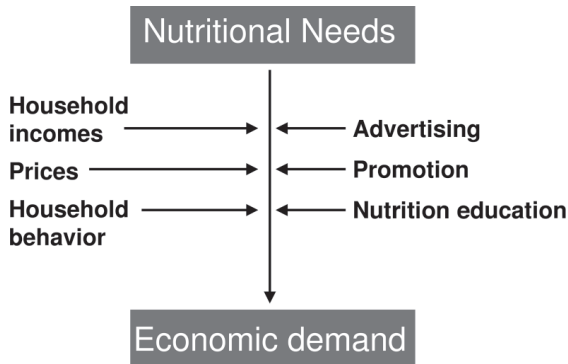 Nutritional Needs
Household
incomes
Advertising
Prices
Promotion
Household
behavior
Nutrition education
Economic demand